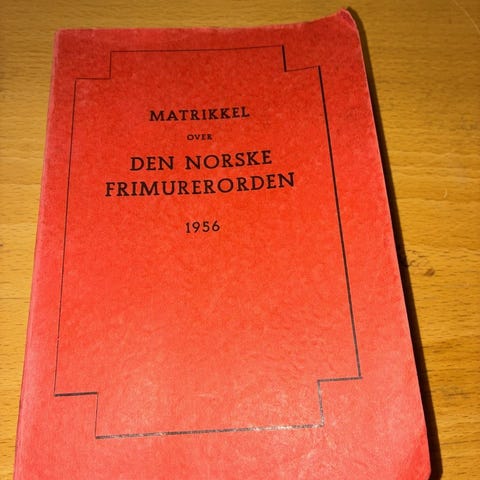 MATRIKKEL
OVER
DEN NORSKE
FRIMURERORDEN
1956